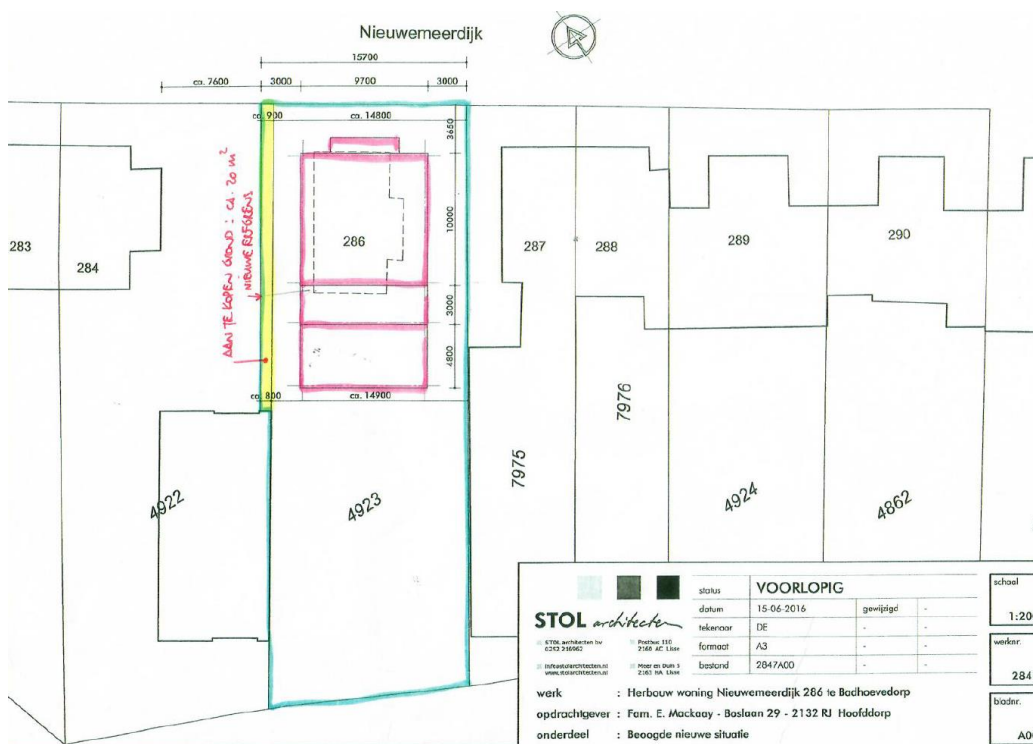 Nieuwemeerdijk
15700
ca. 7600
3000
9700
3000
ca. 900
ca. 14800
3650
10000
3000
4800
ca. 800
ca. 14900
AAN TE KOPEN GROND : CA. 20 m²
NIEUWE ERFGRENS
283
284
286
287
288
289
290
4922
4923
7975
7976
4924
4862
STOL architecten
STOL architecten bv
0252 216962
Postbus 110
2160 AC Lisse
info@stolarchitecten.nl
www.stolarchitecten.nl
Meer en Duin 3
2163 HA Lisse
status VOORLOPIG
datum 15-06-2016 gewijzigd -
tekenaar DE - -
formaat A3 - -
bestand 2847A00 - -
schaal
1:200
werknr.
284
bladnr.
A0
werk : Herbouw woning Nieuwemeerdijk 286 te Badhoevedorp
opdrachtgever : Fam. E. Mackaay - Boslaan 29 - 2132 RJ Hoofddorp
onderdeel : Beoogde nieuwe situatie